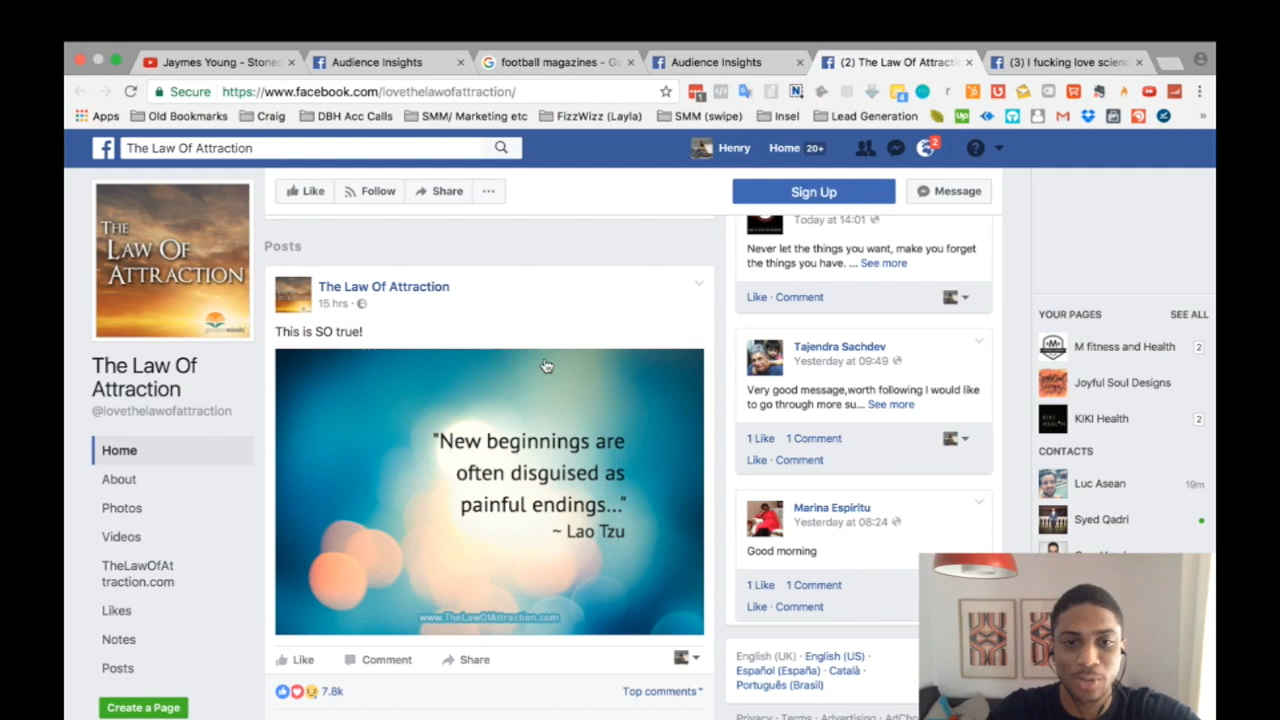 Jaymes Young - Stoned
Audience Insights
football magazines - Go
Audience Insights
(2) The Law Of Attracti
(3) I fucking love scienc
Secure
https://www.facebook.com/lovethelawofattraction/
Apps
Old Bookmarks
Craig
DBH Acc Calls
SMM/ Marketing etc
FizzWizz (Layla)
SMM (swipe)
Insel
Lead Generation
The Law Of Attraction
Henry
Home 20+
2
Like
Follow
Share
Sign Up
Message
THE
LAW OF
ATTRACTION
The Law Of
Attraction
@lovethelawofattraction
Home
About
Photos
Videos
TheLawOfAt
traction.com
Likes
Notes
Posts
Create a Page
Posts
The Law Of Attraction
15 hrs ·
This is SO true!
"New beginnings are
often disguised as
painful endings..."
~ Lao Tzu
www.TheLawOfAttraction.com
Like
Comment
Share
7.8k
Top comments
Today at 14:01
Never let the things you want, make you forget
the things you have. ... See more
Like · Comment
Tajendra Sachdev
Yesterday at 09:49
Very good message,worth following I would like
to go through more su... See more
1 Like 1 Comment
Like · Comment
Marina Espiritu
Yesterday at 08:24
Good morning
1 Like 1 Comment
Like · Comment
English (UK) · English (US) ·
Español (España) · Català ·
Português (Brasil)
Privacy · Terms · Advertising · AdCho
YOUR PAGES
SEE ALL
M fitness and Health
2
Joyful Soul Designs
KIKI Health
2
CONTACTS
Luc Asean
19m
Syed Qadri